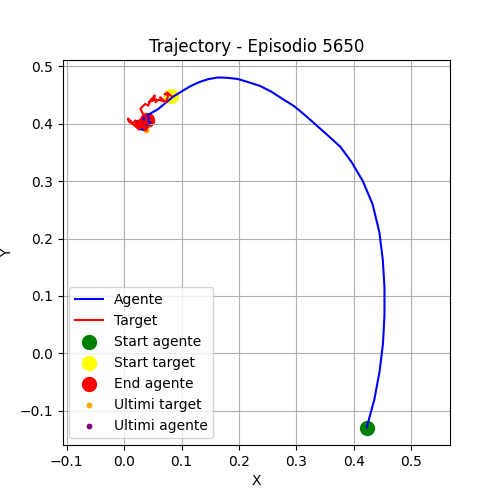 Trajectory - Episodio 5650
0.5
0.4
0.3
0.2
0.1
0.0
−0.1
Y
Agente
Target
Start agente
Start target
End agente
Ultimi target
Ultimi agente
−0.1 0.0 0.1 0.2 0.3 0.4 0.5
X